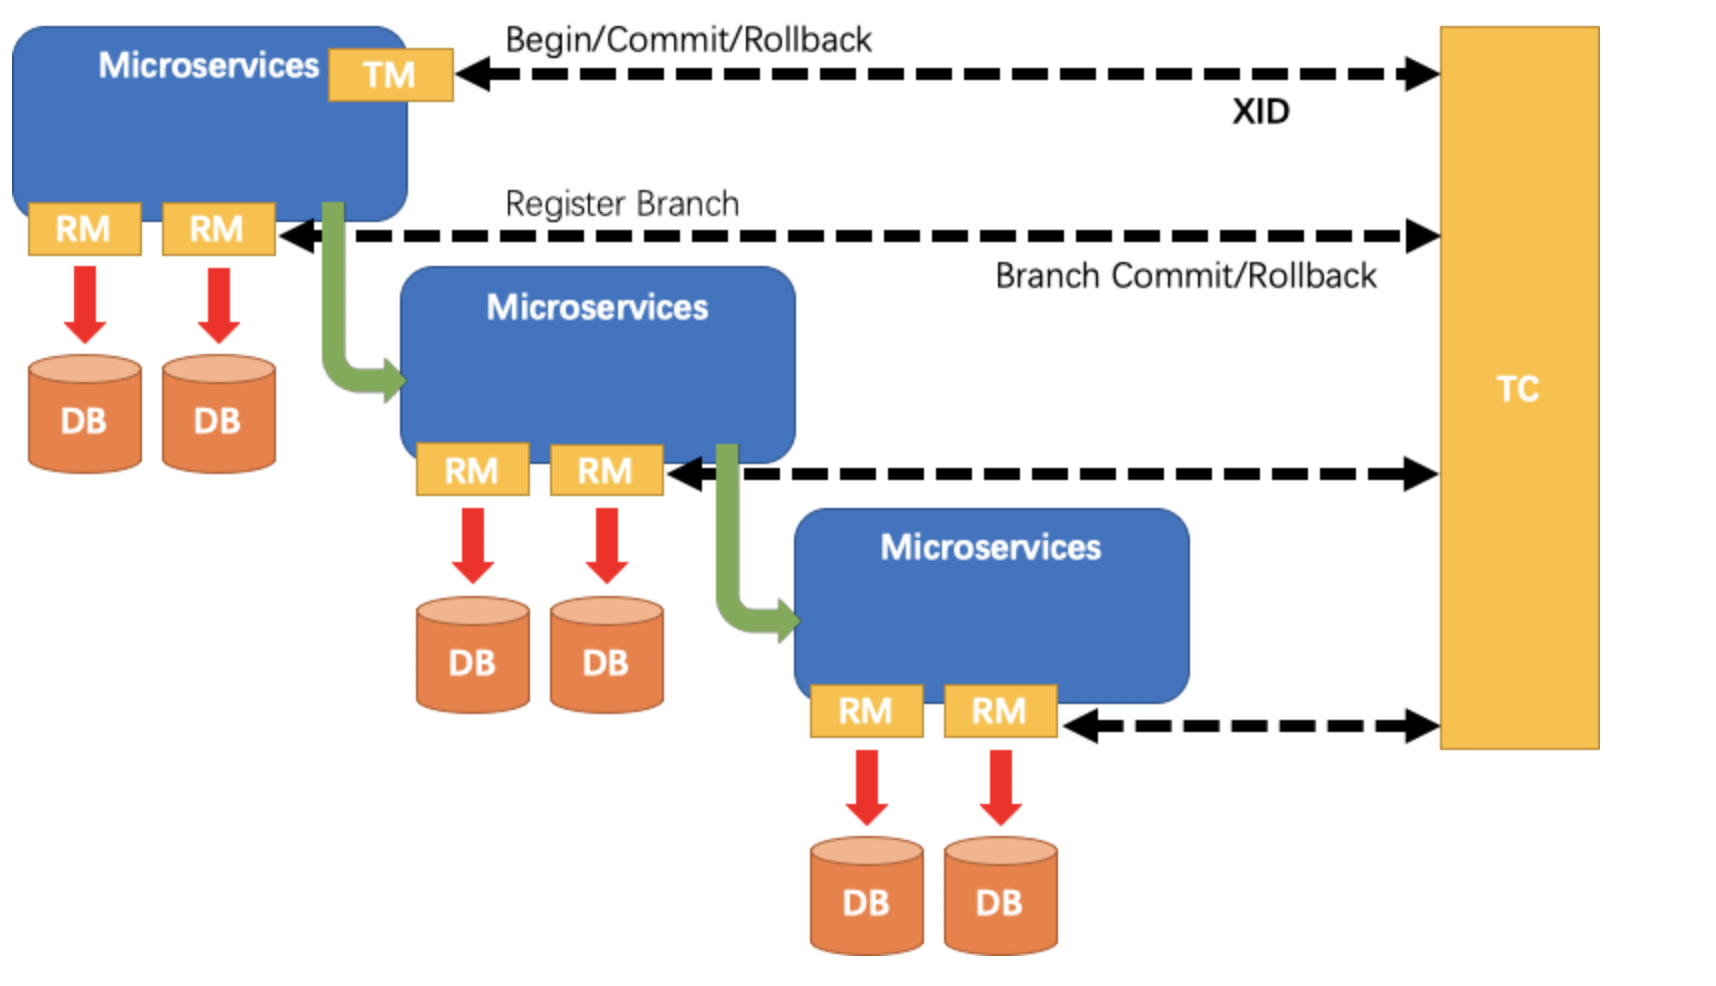 Begin/Commit/Rollback
Microservices
TM
XID
Register Branch
RM
RM
Branch Commit/Rollback
Microservices
TC
DB
DB
RM
RM
Microservices
DB
DB
RM
RM
DB
DB